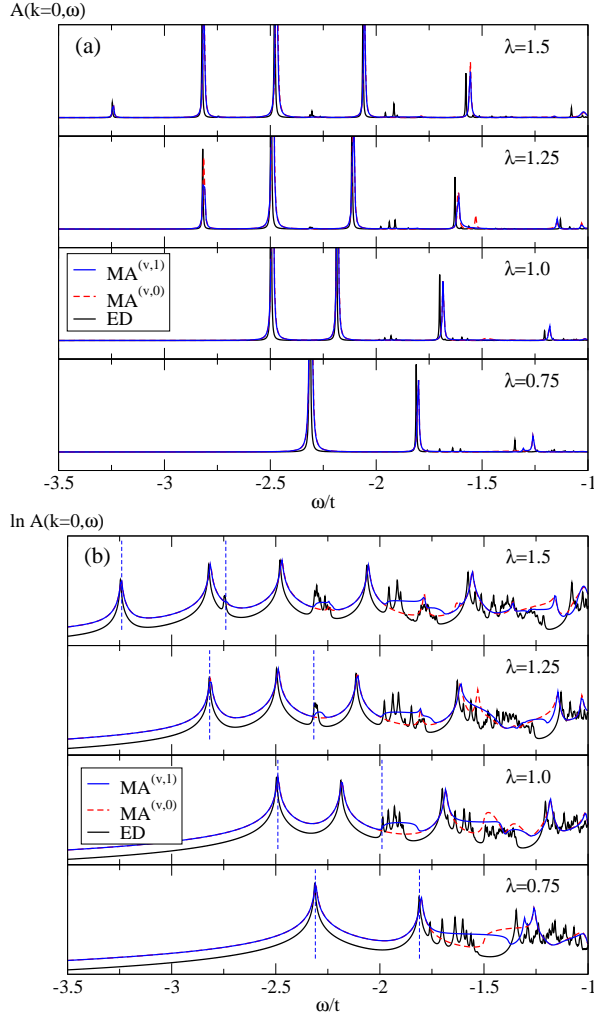 A(k=0,ω)
(a)
λ=1.5
λ=1.25
MA(v,1)
MA(v,0)
ED
λ=1.0
λ=0.75
-3.5 -3 -2.5 -2 -1.5 -1
ω/t
ln A(k=0,ω)
(b)
λ=1.5
λ=1.25
MA(v,1)
MA(v,0)
ED
λ=1.0
λ=0.75
-3.5 -3 -2.5 -2 -1.5 -1
ω/t